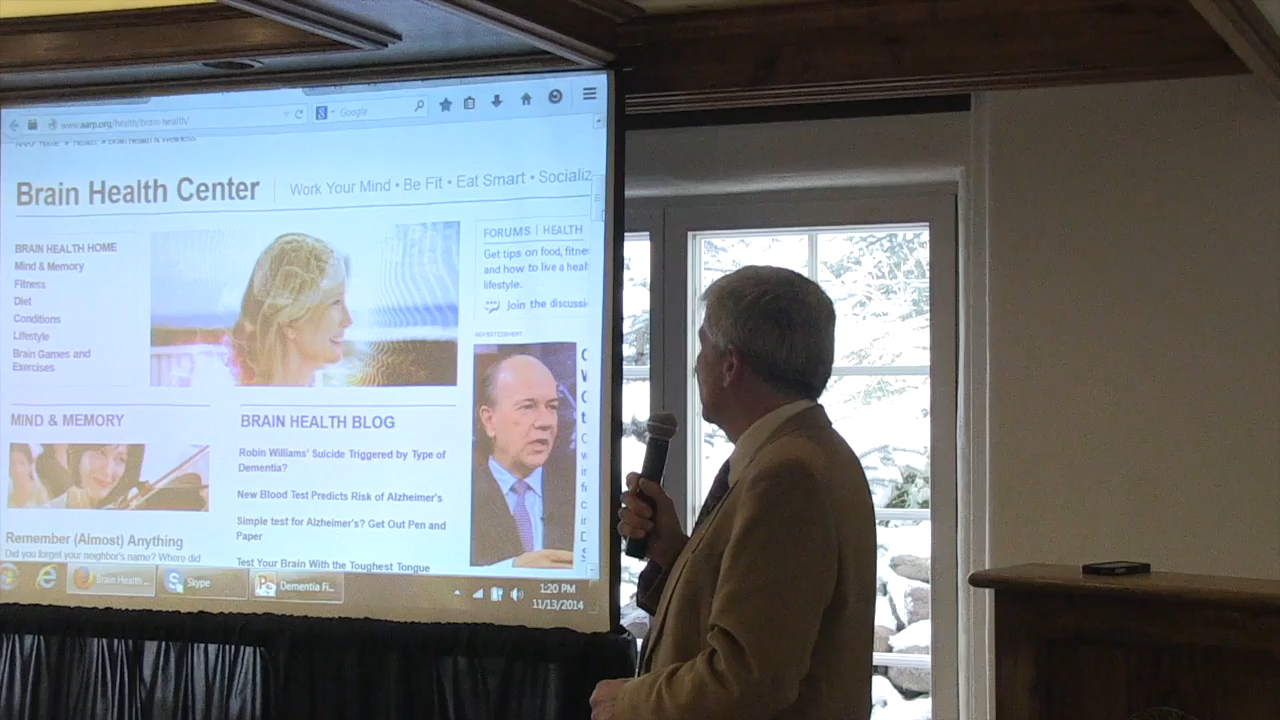 www.aarp.org/health/brain-health/
Google
Brain Health Center
Work Your Mind • Be Fit • Eat Smart • Socializ
BRAIN HEALTH HOME
Mind & Memory
Fitness
Diet
Conditions
Lifestyle
Brain Games and
Exercises
FORUMS | HEALTH
Get tips on food, fitne
and how to live a heal
lifestyle.
Join the discussi
ADVERTISEMENT
MIND & MEMORY
Remember (Almost) Anything
Did you forget your neighbor's name? Where did
BRAIN HEALTH BLOG
Robin Williams' Suicide Triggered by Type of
Dementia?
New Blood Test Predicts Risk of Alzheimer's
Simple test for Alzheimer's? Get Out Pen and
Paper
Test Your Brain With the Toughest Tongue
Brain Health ...
Skype
Dementia Fi...
1:20 PM
11/13/2014